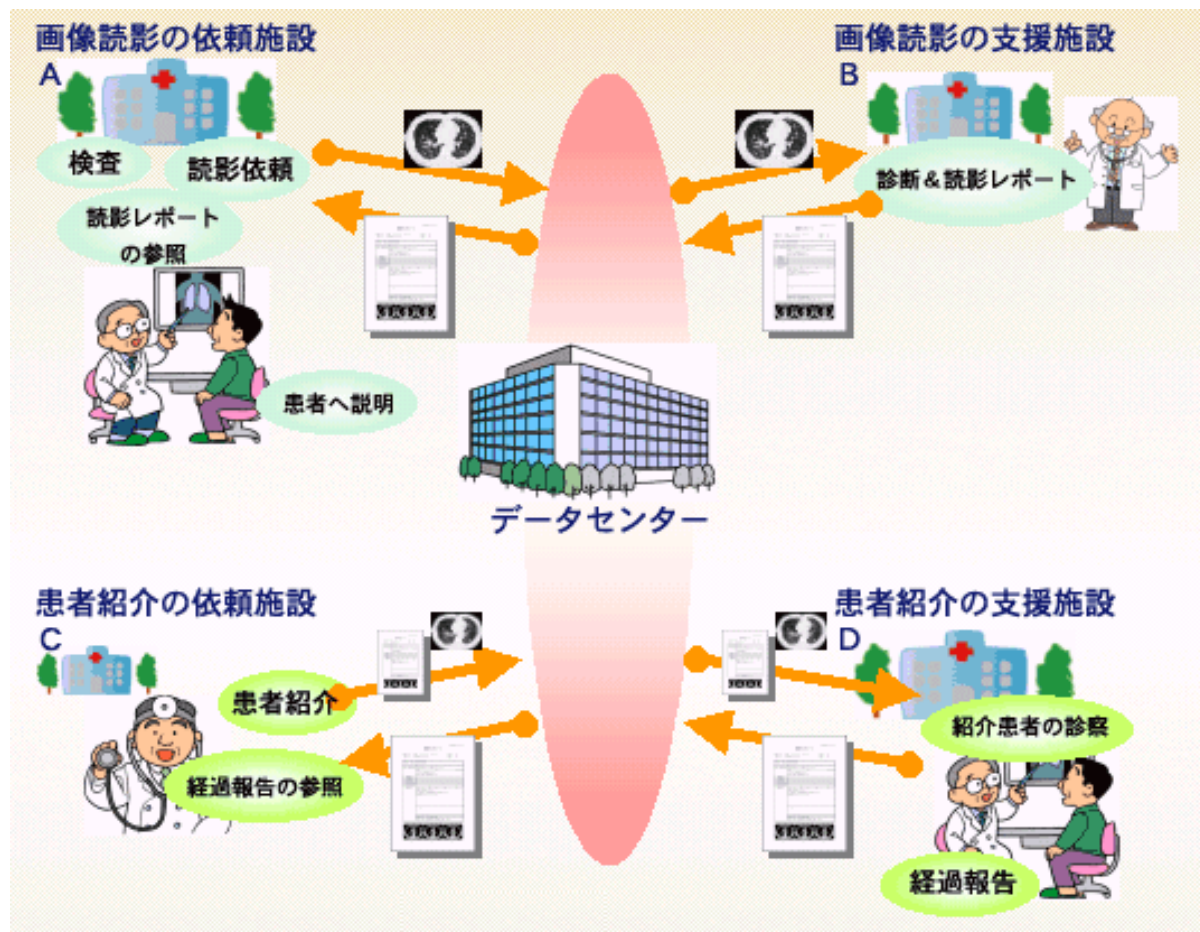 画像読影の依頼施設
A
検査
読影依頼
読影レポート
の参照
患者へ説明
画像読影の支援施設
B
診断＆読影レポート
データセンター
患者紹介の依頼施設
C
患者紹介
経過報告の参照
患者紹介の支援施設
D
紹介患者の診察
経過報告